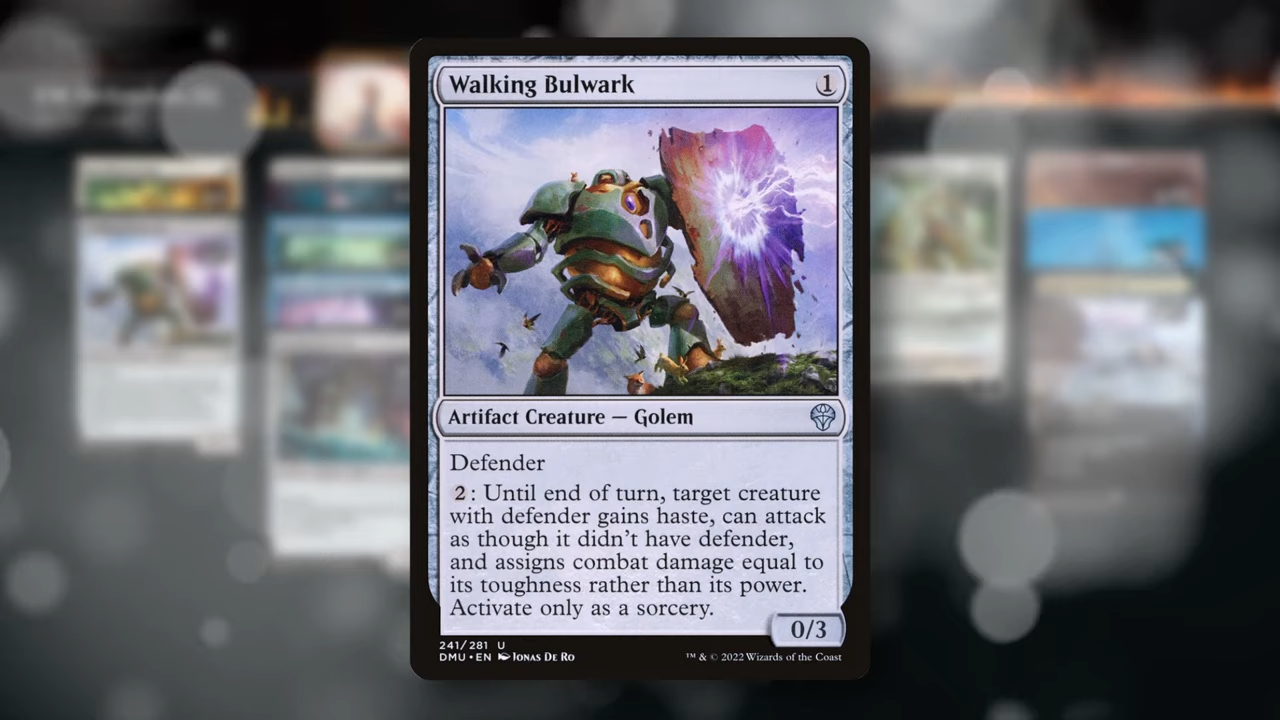 Walking Bulwark 1
Artifact Creature — Golem
Defender
2: Until end of turn, target creature
with defender gains haste, can attack
as though it didn't have defender,
and assigns combat damage equal to
its toughness rather than its power.
Activate only as a sorcery.
0/3
241/281 U
DMU • EN Jonas De Ro ™ & © 2022 Wizards of the Coast